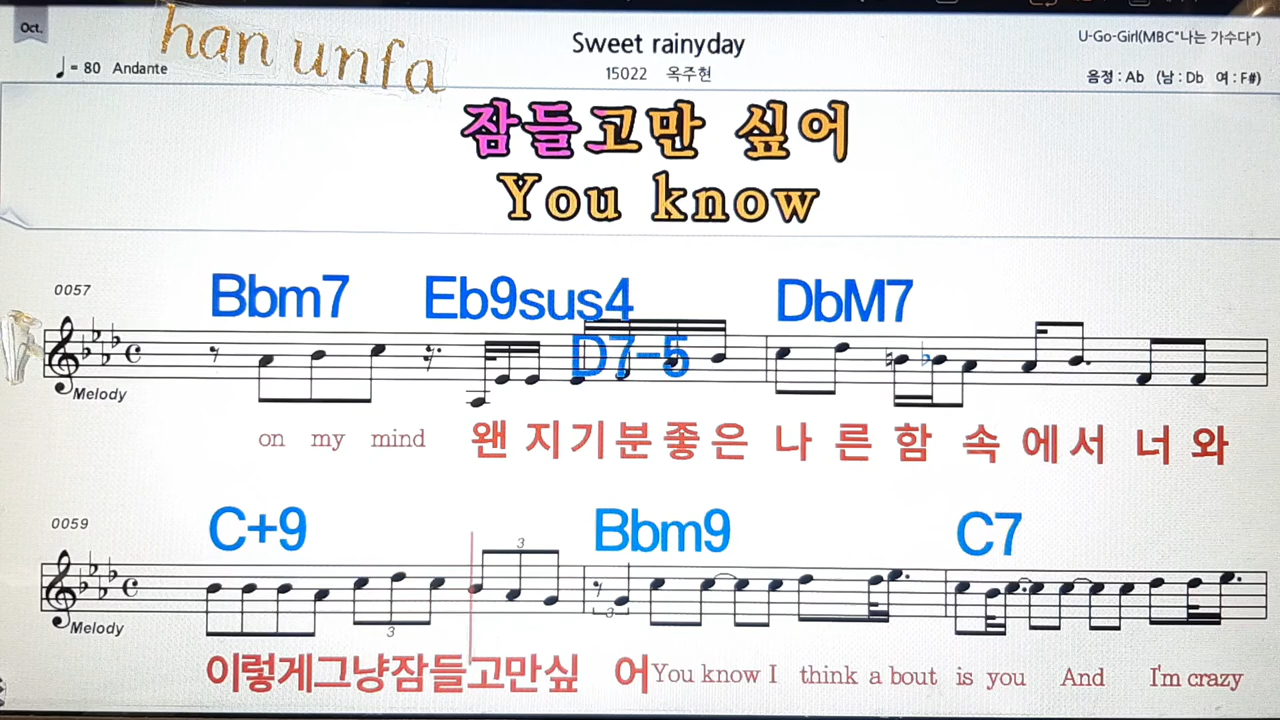 Oct.
han unfa
Sweet rainyday
U-Go-Girl(MBC"나는 가수다")
♩= 80 Andante
15022 옥주현
음정 : Ab (남 : Db 여 : F#)
잠들고만 싶어
You know
0057
Bbm7 Eb9sus4 DbM7
D7-5
Melody
on my mind 왠 지 기 분 좋 은 나 른 함 속 에 서 너 와
0059
C+9 Bbm9 C7
3
3
3
Melody
이렇게그냥잠들고만싶 어 You know I think a bout is you And I'm crazy